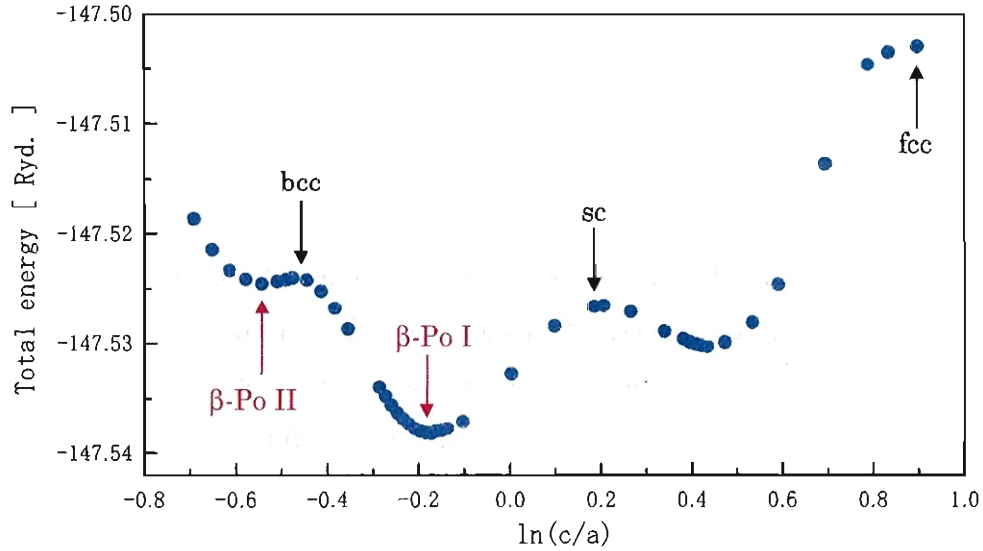 -147.50
-147.51
-147.52
-147.53
-147.54
Total energy [ Ryd. ]
bcc
sc
fcc
β-Po I
β-Po II
-0.8 -0.6 -0.4 -0.2 0.0 0.2 0.4 0.6 0.8 1.0
ln(c/a)